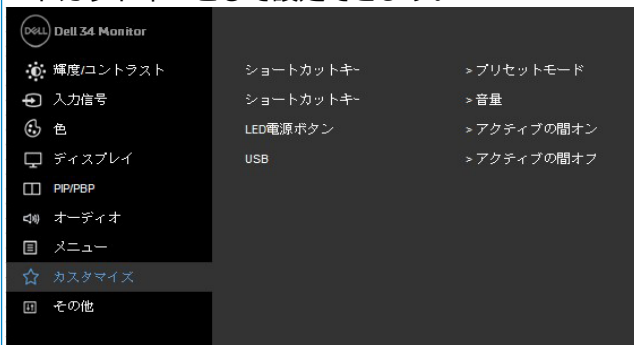 DELL Dell 34 Monitor
輝度/コントラスト ショートカットキー >プリセットモード
入力信号 ショートカットキー >音量
色 LED電源ボタン >アクティブの間オン
ディスプレイ USB >アクティブの間オフ
PIP/PBP
オーディオ
メニュー
カスタマイズ
その他